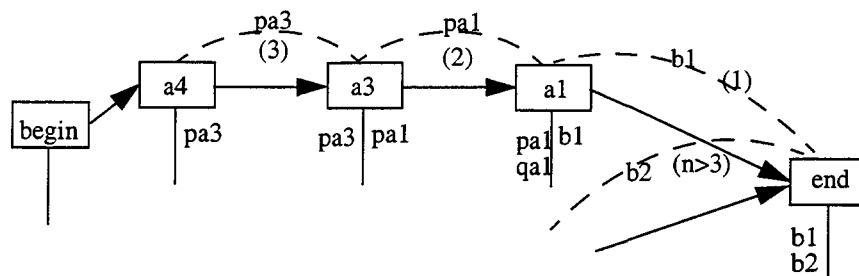 pa3
pa1
(3)
(2)
b1
(1)
a4
a3
a1
begin
pa3
pa3
pa1
pa1
b1
qa1
b2
(n>3)
end
b1
b2